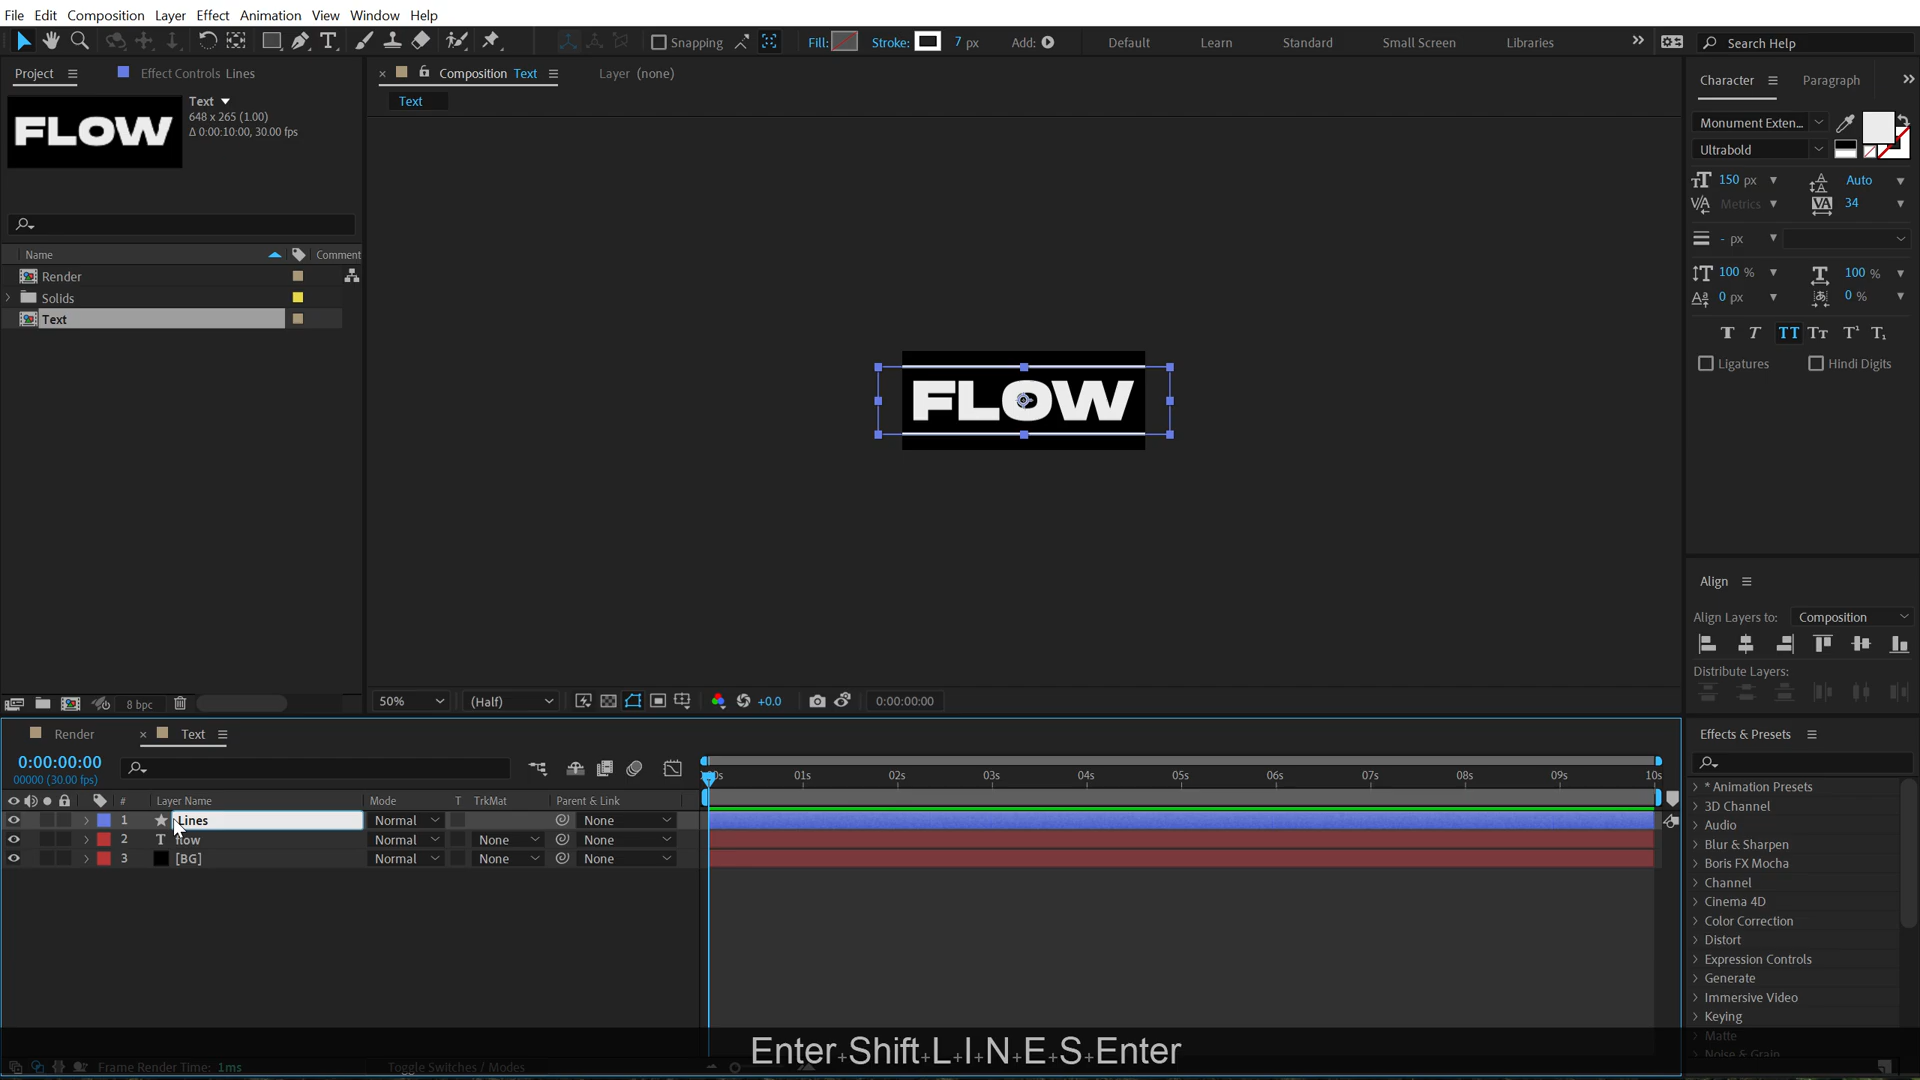 File Edit Composition Layer Effect Animation View Window Help
Snapping Fill: Stroke: 7 px Add: Default Learn Standard Small Screen Libraries Search Help
Project Effect Controls Lines Composition Text Layer (none) Character Paragraph
Text
Text
648 x 265 (1.00)
Δ 0:00:10:00, 30.00 fps
FLOW
Monument Exten...
Ultrabold
150 px Auto
Metrics 34
- px
100 % 100 %
0 px 0 %
Ligatures Hindi Digits
Name Comment
Render
Solids
Text
FLOW
Align
Align Layers to: Composition
Distribute Layers:
8 bpc
50% (Half) +0.0 0:00:00:00
Render Text
0:00:00:00
00000 (30.00 fps)
01s 02s 03s 04s 05s 06s 07s 08s 09s 10s
# Layer Name Mode T TrkMat Parent & Link
1 Lines Normal None
2 flow Normal None None
3 [BG] Normal None None
Effects & Presets
* Animation Presets
3D Channel
Audio
Blur & Sharpen
Boris FX Mocha
Channel
Cinema 4D
Color Correction
Distort
Expression Controls
Generate
Immersive Video
Keying
Matte
Noise & Grain
Enter+Shift+L+I+N+E+S+Enter
Frame Render Time: 1ms Toggle Switches / Modes